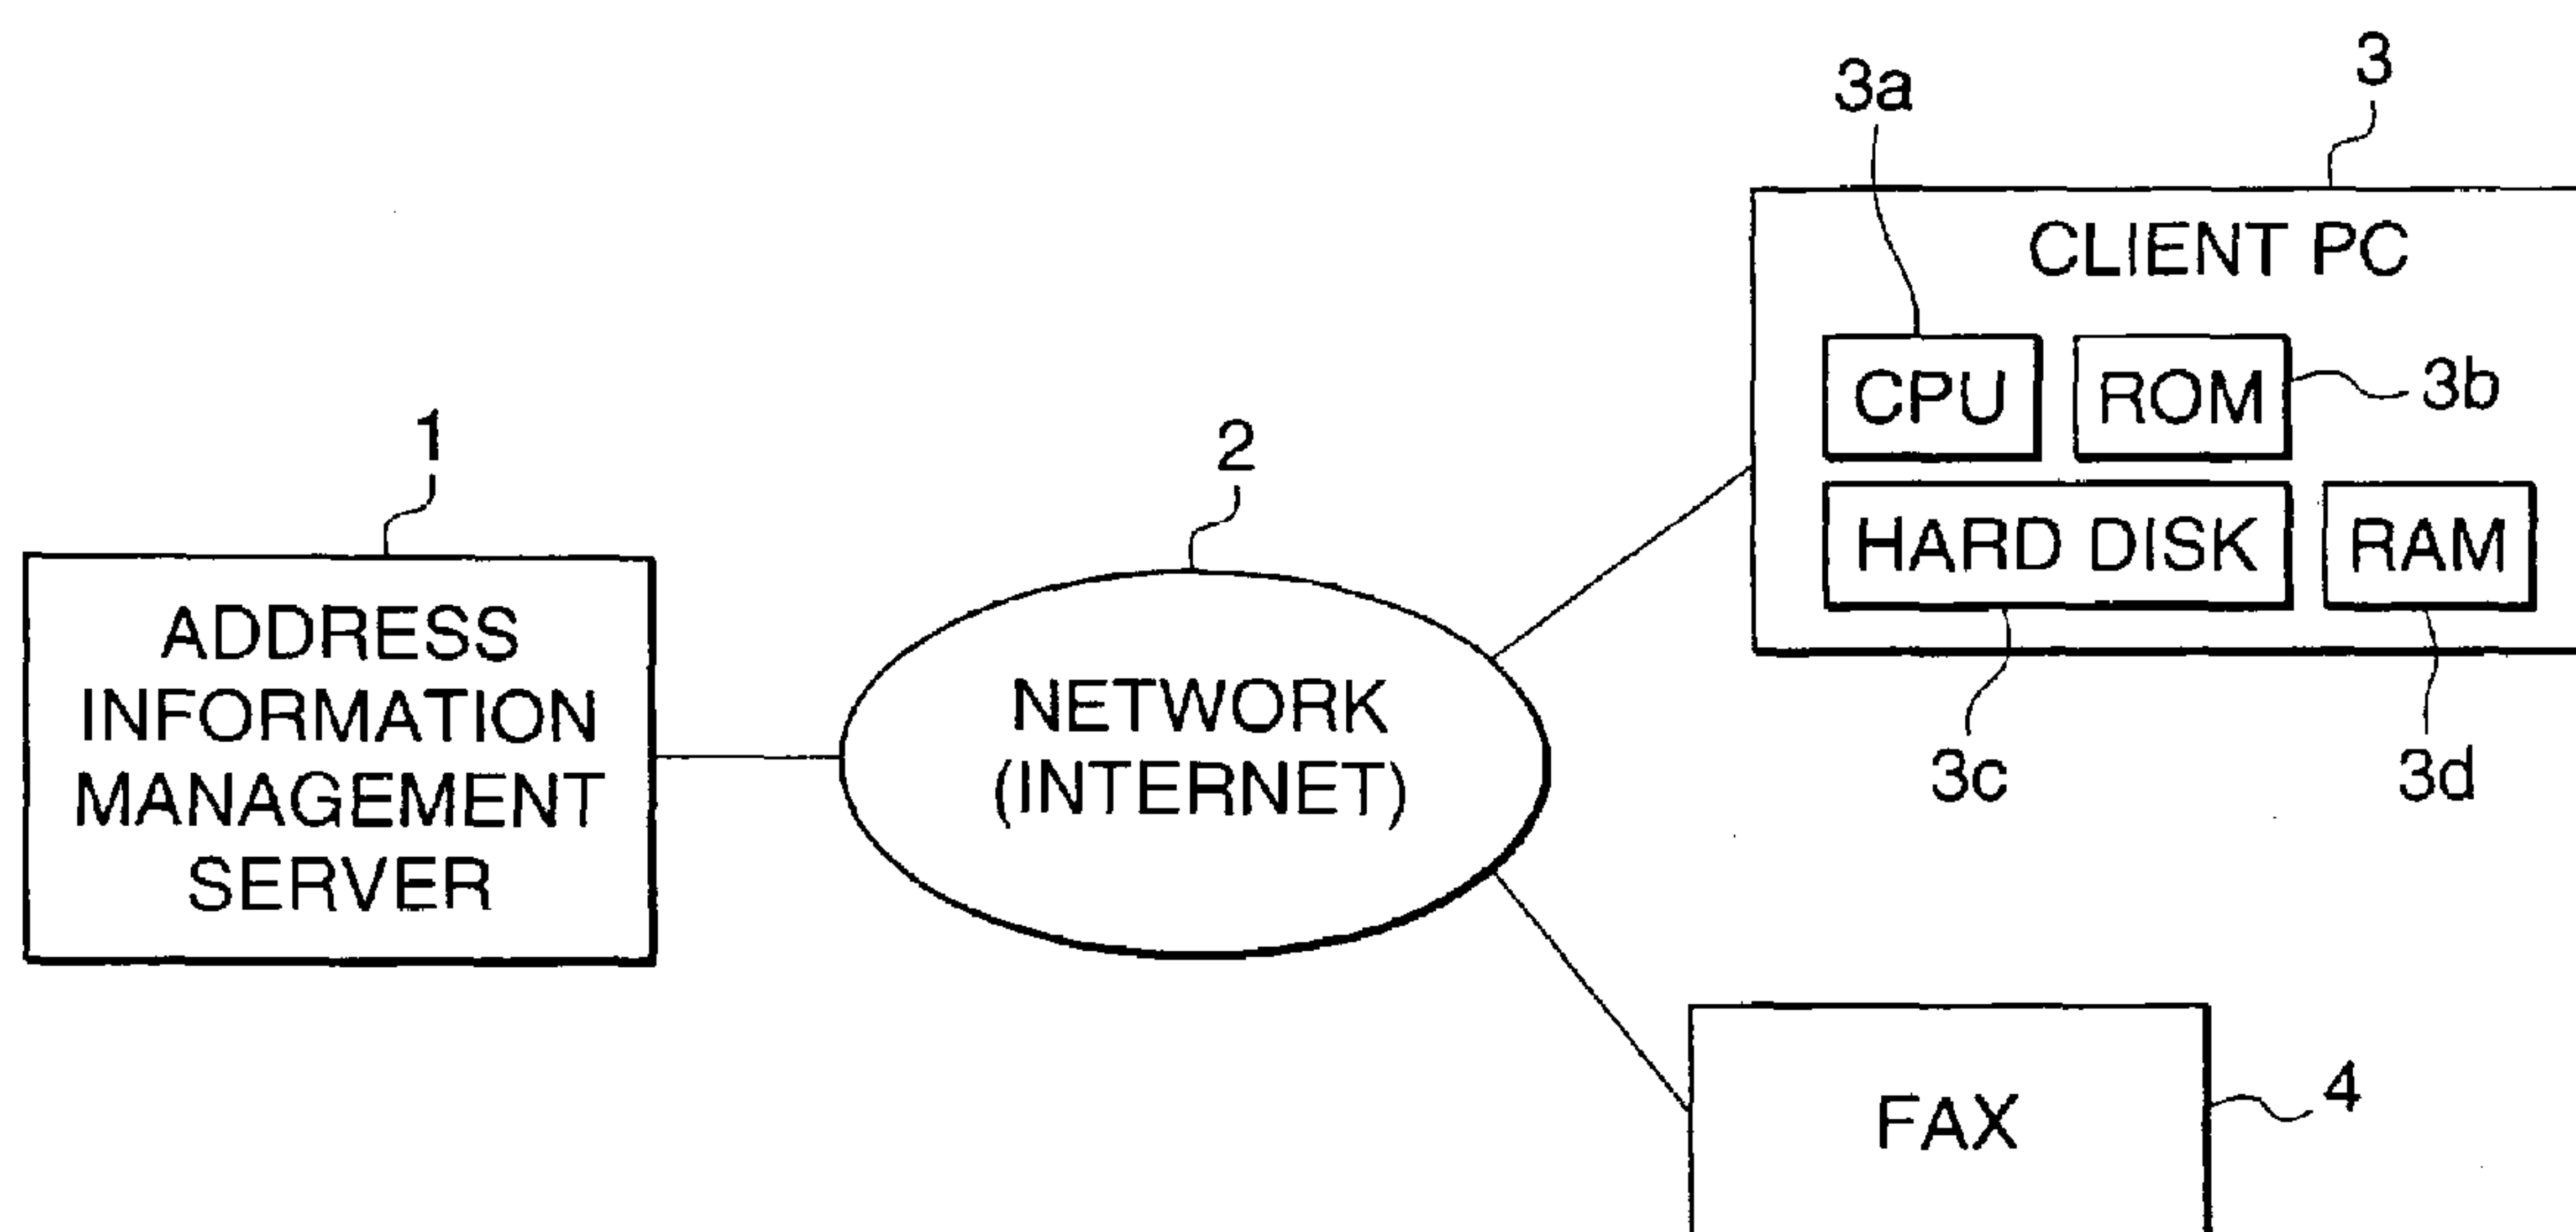 3
3a
CLIENT PC
CPU
ROM
3b
HARD DISK
RAM
3c
3d
1
ADDRESS
INFORMATION
MANAGEMENT
SERVER
2
NETWORK
(INTERNET)
FAX
4